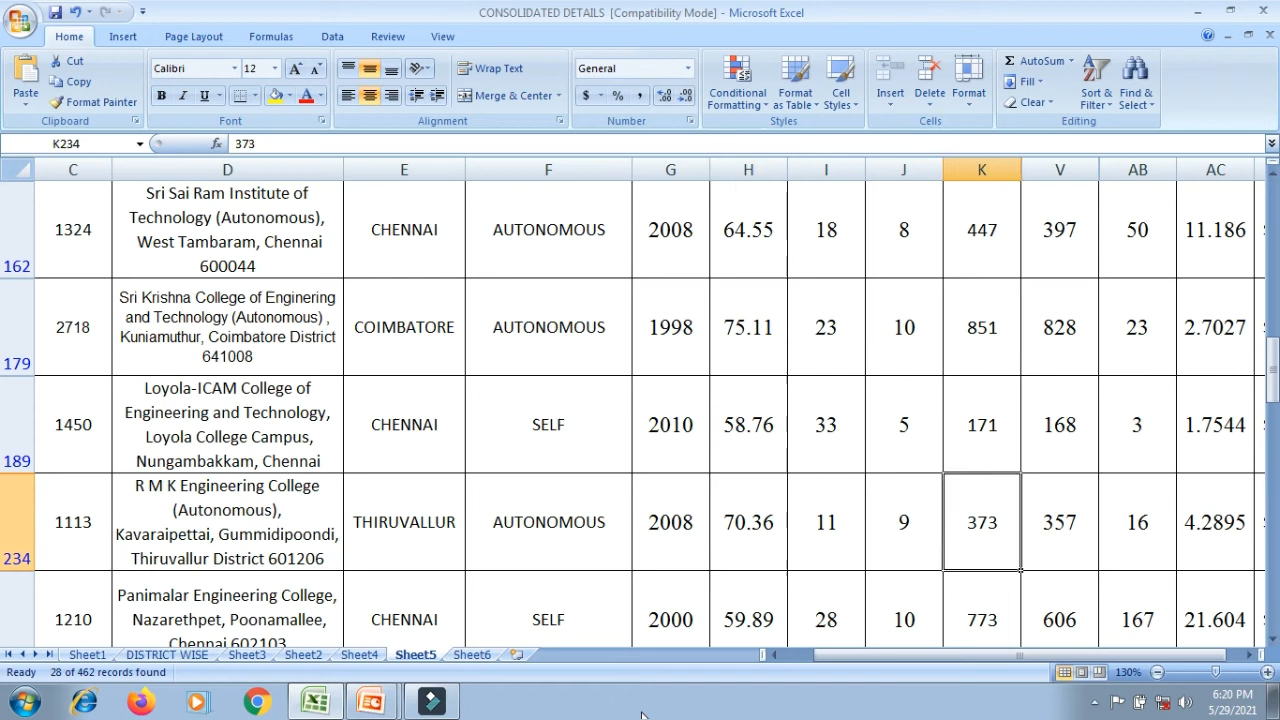 CONSOLIDATED DETAILS [Compatibility Mode] - Microsoft Excel
Home Insert Page Layout Formulas Data Review View
Paste Cut Copy Format Painter Clipboard
Calibri 12 B I U A Font
Wrap Text Merge & Center Alignment
General $ % , Number
Conditional Formatting Format as Table Cell Styles Styles
Insert Delete Format Cells
Σ AutoSum Fill Clear Sort & Filter Find & Select Editing
K234 fx 373
C D E F G H I J K V AB AC
Sri Sai Ram Institute of
Technology (Autonomous),
West Tambaram, Chennai
600044
162 1324 CHENNAI AUTONOMOUS 2008 64.55 18 8 447 397 50 11.186
Sri Krishna College of Enginering
and Technology (Autonomous) ,
Kuniamuthur, Coimbatore District
641008
179 2718 COIMBATORE AUTONOMOUS 1998 75.11 23 10 851 828 23 2.7027
Loyola-ICAM College of
Engineering and Technology,
Loyola College Campus,
Nungambakkam, Chennai
189 1450 CHENNAI SELF 2010 58.76 33 5 171 168 3 1.7544
R M K Engineering College
(Autonomous),
Kavaraipettai, Gummidipoondi,
Thiruvallur District 601206
234 1113 THIRUVALLUR AUTONOMOUS 2008 70.36 11 9 373 357 16 4.2895
Panimalar Engineering College,
Nazarethpet, Poonamallee,
Chennai 602103
1210 CHENNAI SELF 2000 59.89 28 10 773 606 167 21.604
Sheet1 DISTRICT WISE Sheet3 Sheet2 Sheet4 Sheet5 Sheet6
Ready 28 of 462 records found 130%
6:20 PM
5/29/2021